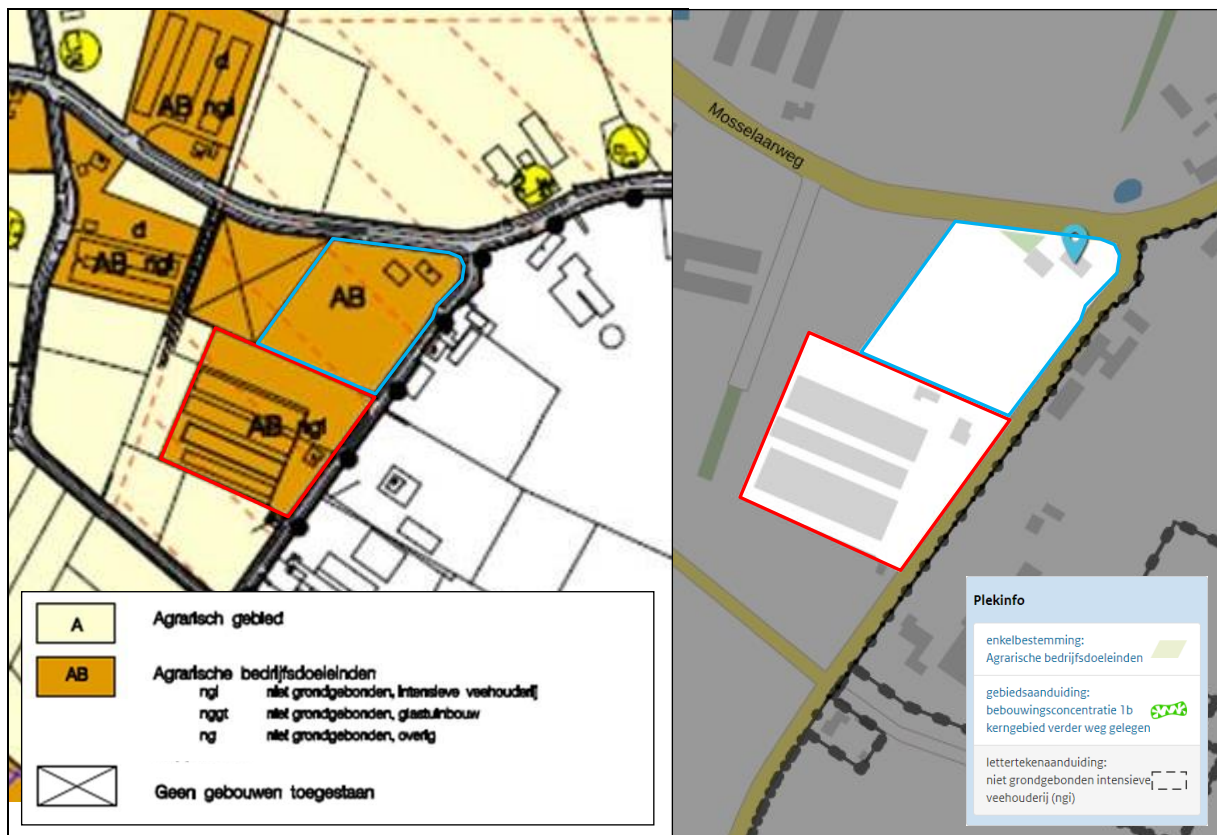 d
AB ngi
d
AB ngi
AB
AB ngi
A
Agrarisch gebied
AB
Agrarische bedrijfsdoeleinden
ngi niet grondgebonden, intensieve veehouderij
nggt niet grondgebonden, glastuinbouw
ng niet grondgebonden, overig
Geen gebouwen toegestaan
Mosselaarweg
Plekinfo
enkelbestemming:
Agrarische bedrijfsdoeleinden
gebiedsaanduiding:
bebouwingsconcentratie 1b
kerngebied verder weg gelegen
lettertekenaanduiding:
niet grondgebonden intensieve
veehouderij (ngi)